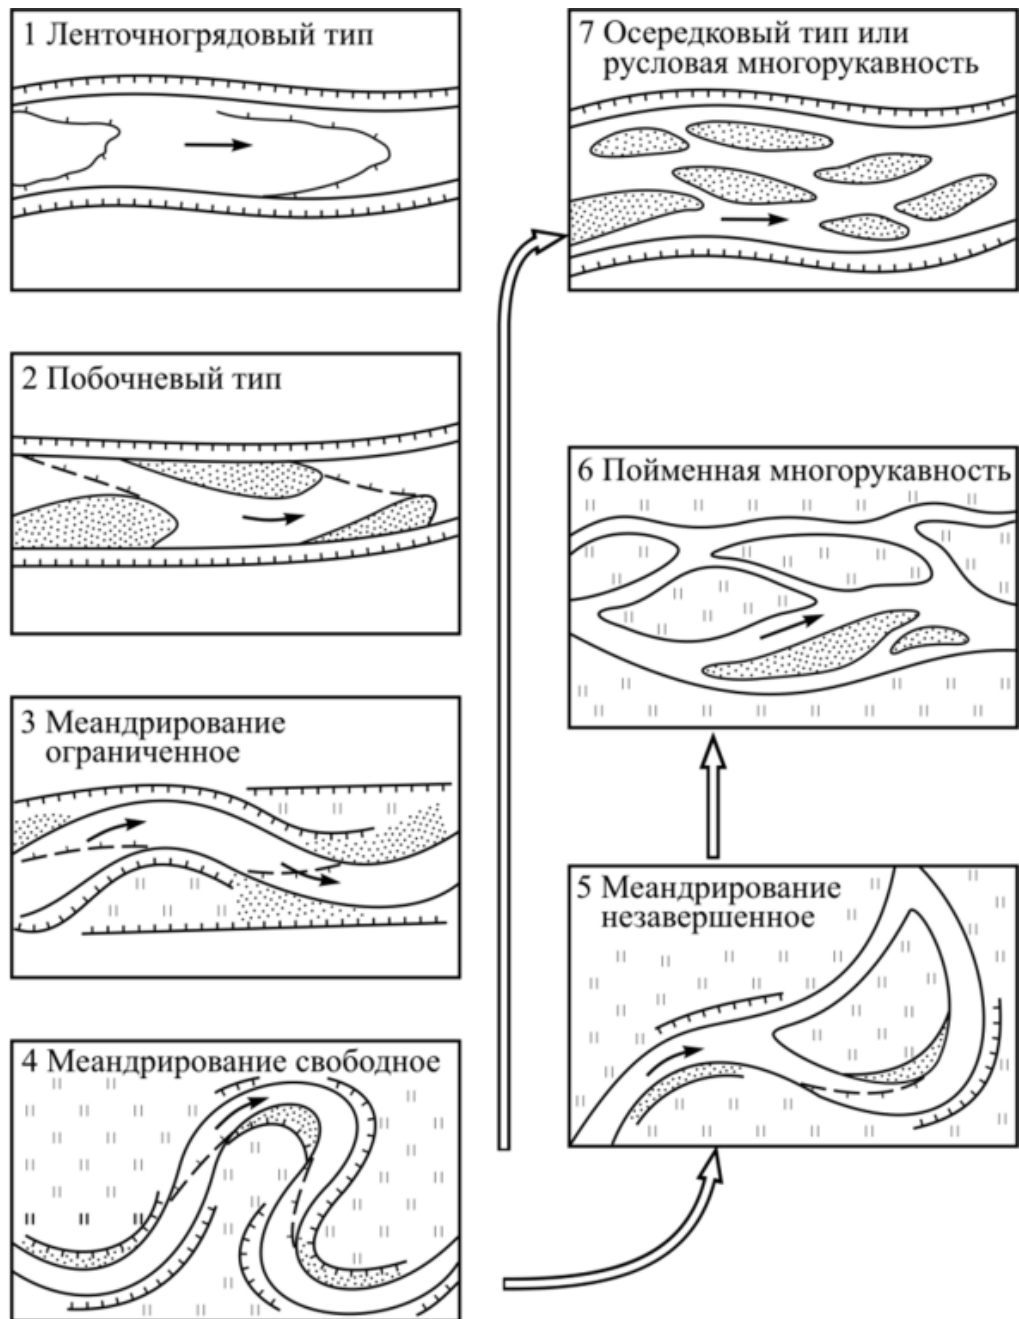 1 Ленточногрядовый тип
2 Побочневый тип
3 Меандрирование
ограниченное
4 Меандрирование свободное
5 Меандрирование
незавершенное
6 Пойменная многорукавность
7 Осередковый тип или
русловая многорукавность